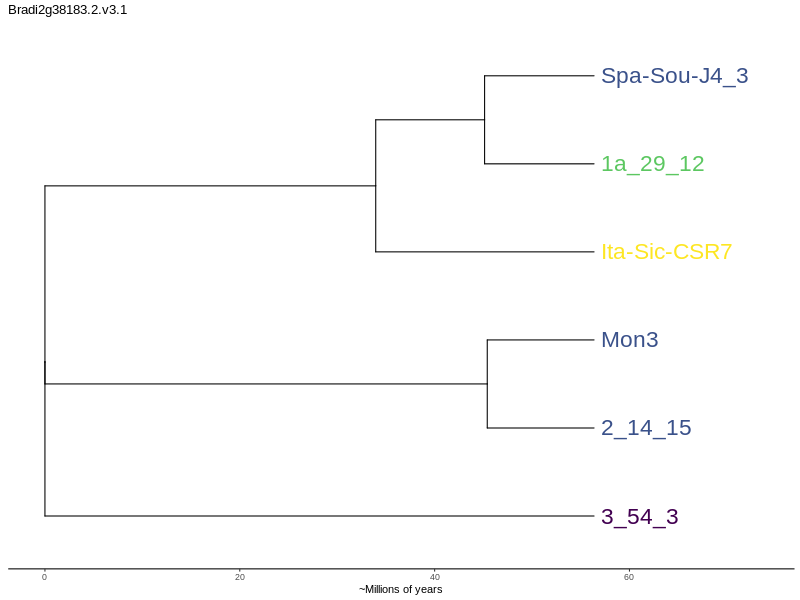 Bradi2g38183.2.v3.1
Spa-Sou-J4_3
1a_29_12
Ita-Sic-CSR7
Mon3
2_14_15
3_54_3
0 20 40 60
~Millions of years